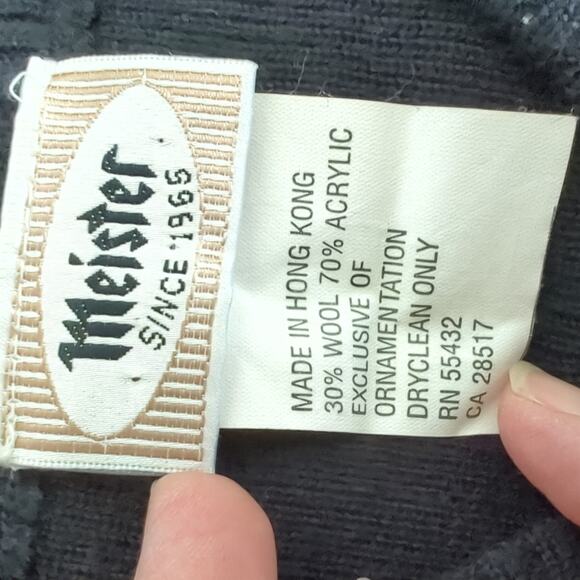 Meister
SINCE 1965
MADE IN HONG KONG
30% WOOL 70% ACRYLIC
EXCLUSIVE OF
ORNAMENTATION
DRYCLEAN ONLY
RN 55432
CA 28517